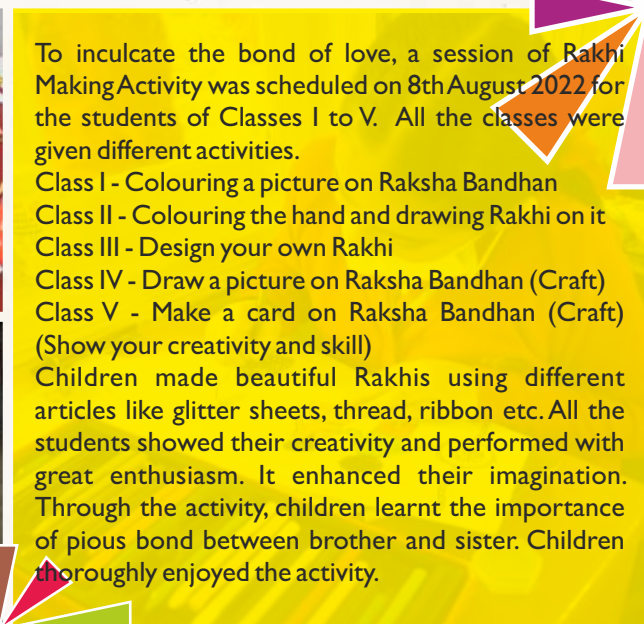 To inculcate the bond of love, a session of Rakhi
Making Activity was scheduled on 8th August 2022 for
the students of Classes I to V. All the classes were
given different activities.
Class I - Colouring a picture on Raksha Bandhan
Class II - Colouring the hand and drawing Rakhi on it
Class III - Design your own Rakhi
Class IV - Draw a picture on Raksha Bandhan (Craft)
Class V - Make a card on Raksha Bandhan (Craft)
(Show your creativity and skill)
Children made beautiful Rakhis using different
articles like glitter sheets, thread, ribbon etc. All the
students showed their creativity and performed with
great enthusiasm. It enhanced their imagination.
Through the activity, children learnt the importance
of pious bond between brother and sister. Children
thoroughly enjoyed the activity.